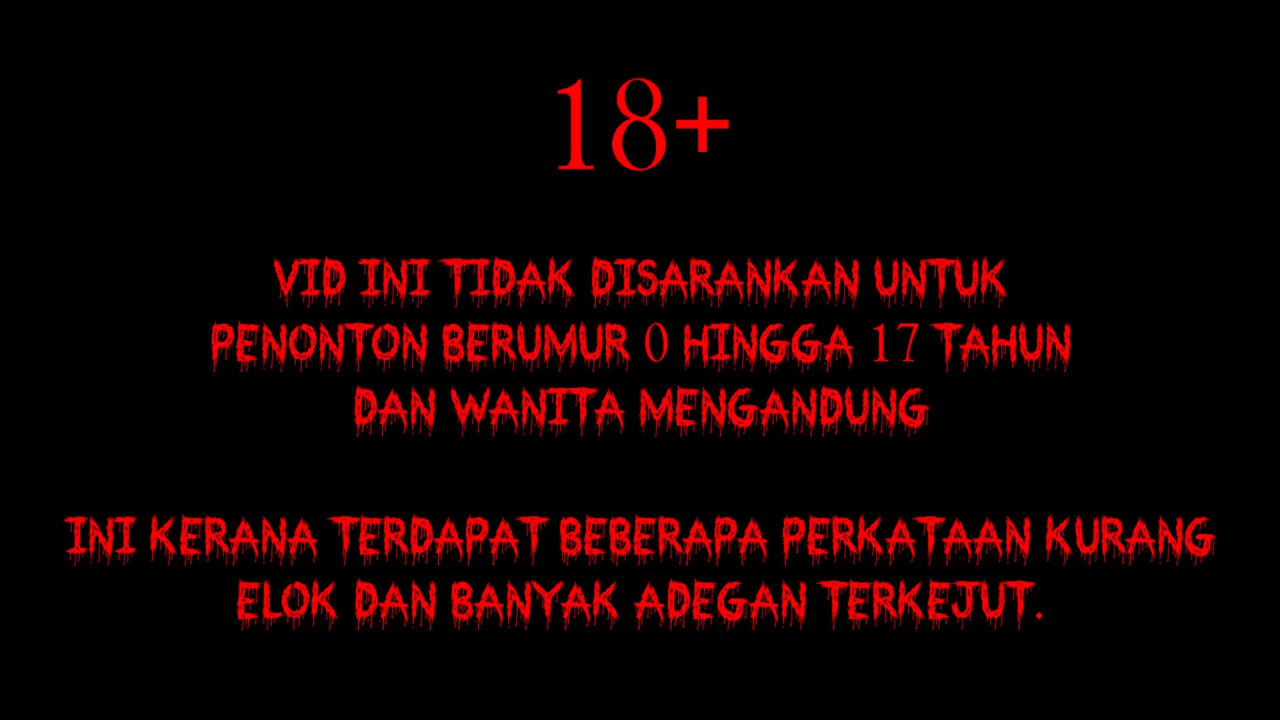 18+
VID INI TIDAK DISARANKAN UNTUK
PENONTON BERUMUR 0 HINGGA 17 TAHUN
DAN WANITA MENGANDUNG
INI KERANA TERDAPAT BEBERAPA PERKATAAN KURANG
ELOK DAN BANYAK ADEGAN TERKEJUT.